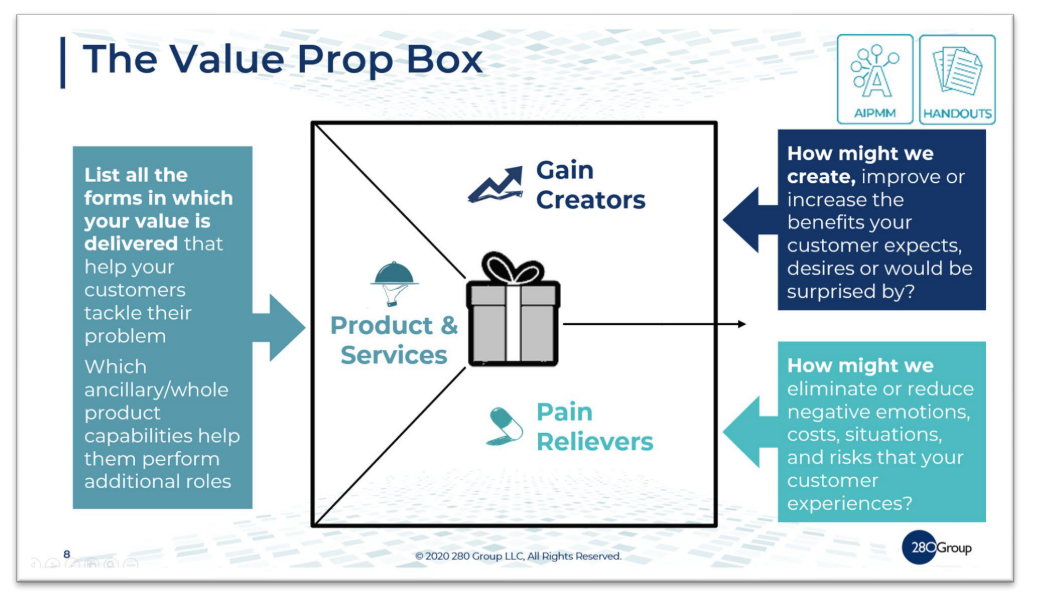 The Value Prop Box
AIPMM
HANDOUTS
List all the
forms in which
your value is
delivered that
help your
customers
tackle their
problem
Which
ancillary/whole
product
capabilities help
them perform
additional roles
Gain
Creators
Product &
Services
Pain
Relievers
How might we
create, improve or
increase the
benefits your
customer expects,
desires or would be
surprised by?
How might we
eliminate or reduce
negative emotions,
costs, situations,
and risks that your
customer
experiences?
8
© 2020 280 Group LLC, All Rights Reserved.
280Group